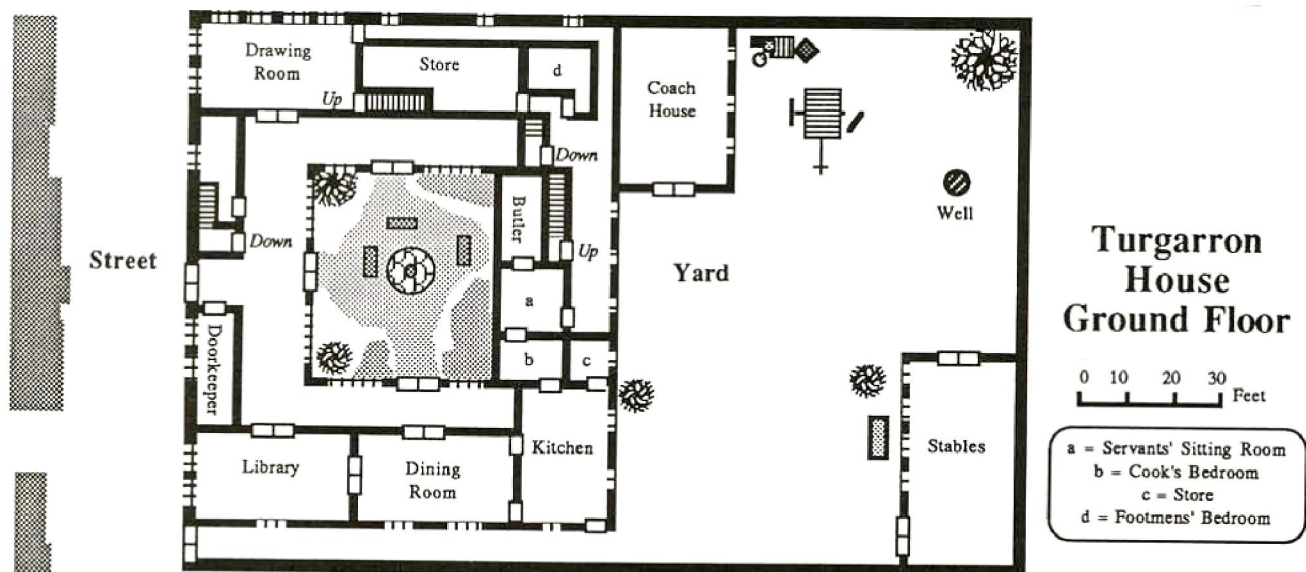 Drawing
Room
Store
d
Up
Coach
House
Down
Well
Butler
Down
Up
Street
Yard
a
b
c
Doorkeeper
Library
Dining
Room
Kitchen
Stables
Turgarron
House
Ground Floor
0 10 20 30
Feet
a = Servants' Sitting Room
b = Cook's Bedroom
c = Store
d = Footmens' Bedroom